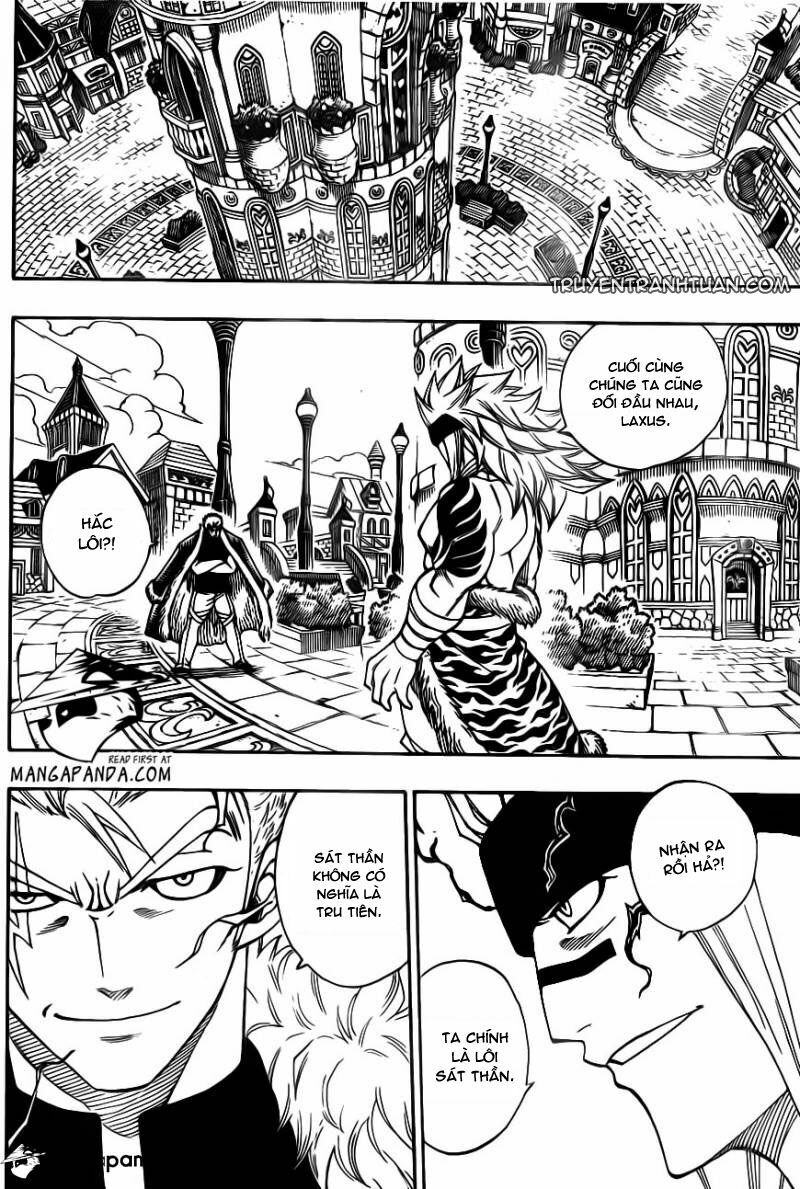 TRUYENTRANHTUAN.COM
CUỐI CÙNG
CHÚNG TA CŨNG
ĐỐI ĐẦU NHAU,
LAXUS.
HẮC
LÔI?!
READ FIRST AT
MANGAPANDA.COM
NHÂN RA
RỒI HẢ?!
SÁT THẦN
KHÔNG CÓ
NGHĨA LÀ
TRU TIÊN.
TA CHÍNH
LÀ LÔI
SÁT THẦN.